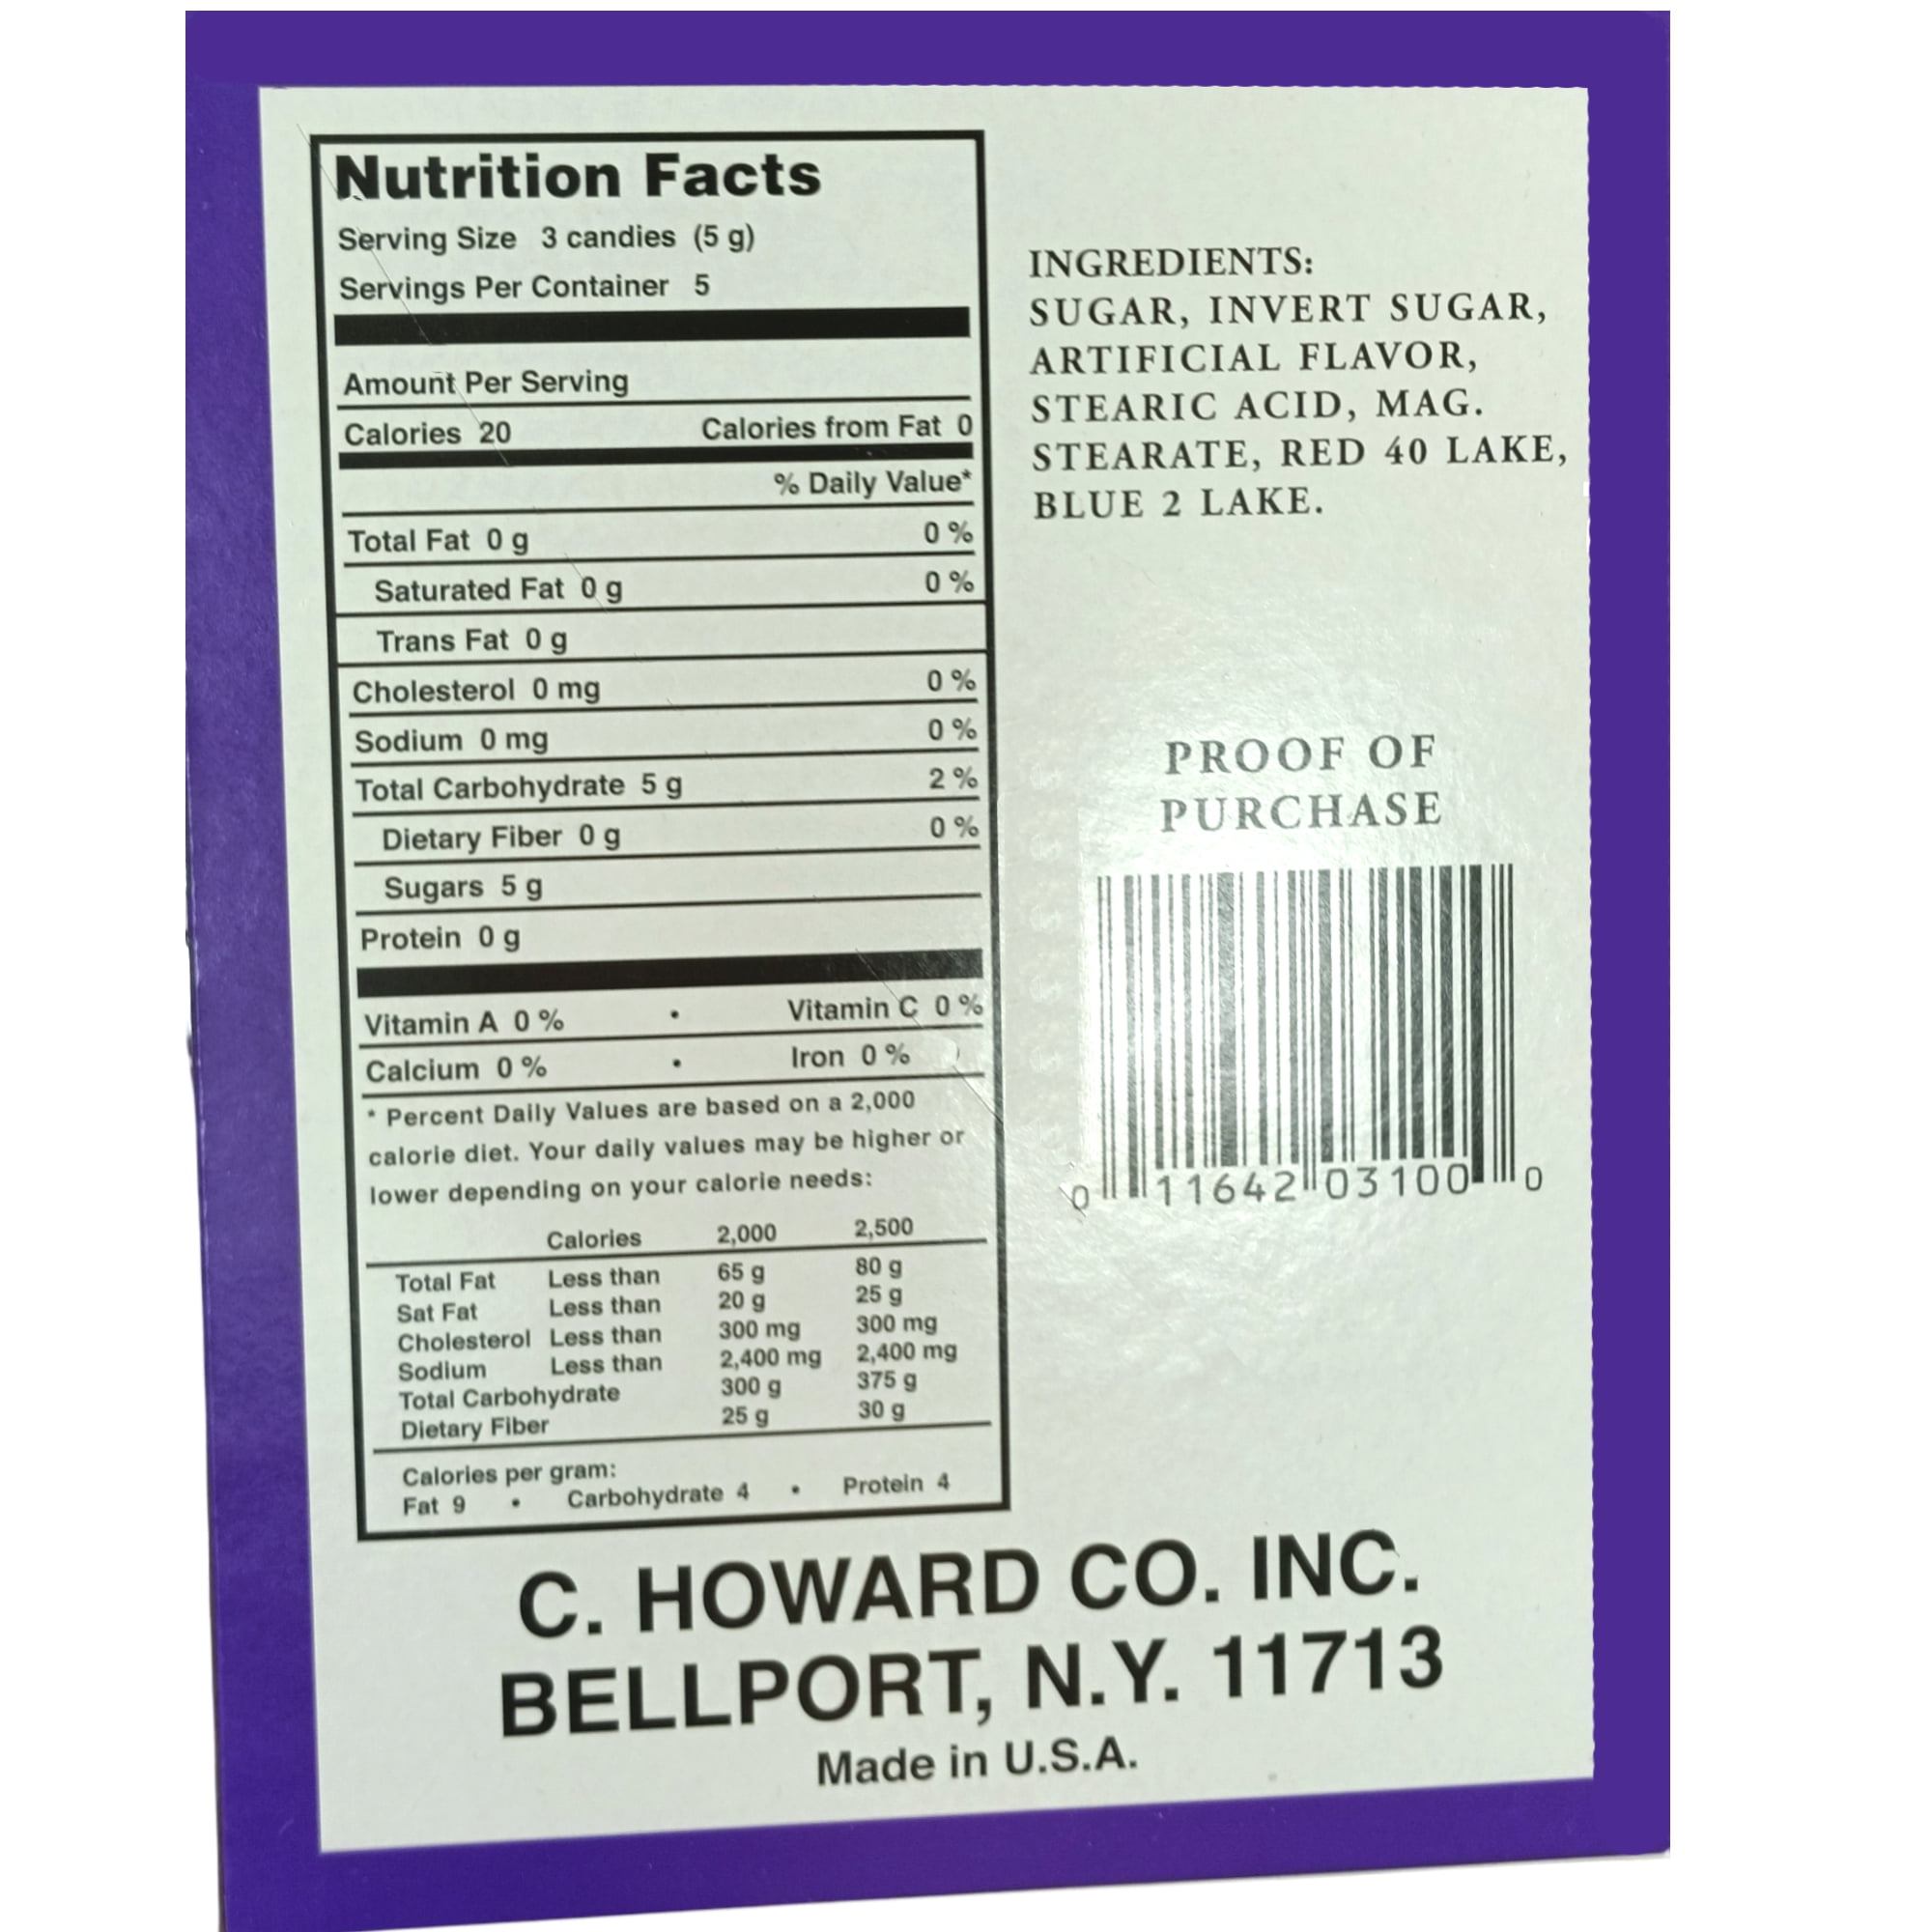 Nutrition Facts
Serving Size 3 candies (5 g)
Servings Per Container 5
Amount Per Serving
Calories 20 Calories from Fat 0
% Daily Value*
Total Fat 0 g 0 %
Saturated Fat 0 g 0 %
Trans Fat 0 g
Cholesterol 0 mg 0 %
Sodium 0 mg 0 %
Total Carbohydrate 5 g 2 %
Dietary Fiber 0 g 0 %
Sugars 5 g
Protein 0 g
Vitamin A 0 % • Vitamin C 0 %
Calcium 0 % • Iron 0 %
* Percent Daily Values are based on a 2,000
calorie diet. Your daily values may be higher or
lower depending on your calorie needs:
Calories 2,000 2,500
Total Fat Less than 65 g 80 g
Sat Fat Less than 20 g 25 g
Cholesterol Less than 300 mg 300 mg
Sodium Less than 2,400 mg 2,400 mg
Total Carbohydrate 300 g 375 g
Dietary Fiber 25 g 30 g
Calories per gram:
Fat 9 • Carbohydrate 4 • Protein 4
INGREDIENTS:
SUGAR, INVERT SUGAR,
ARTIFICIAL FLAVOR,
STEARIC ACID, MAG.
STEARATE, RED 40 LAKE,
BLUE 2 LAKE.
PROOF OF
PURCHASE
0 11642 03100 0
C. HOWARD CO. INC.
BELLPORT, N.Y. 11713
Made in U.S.A.